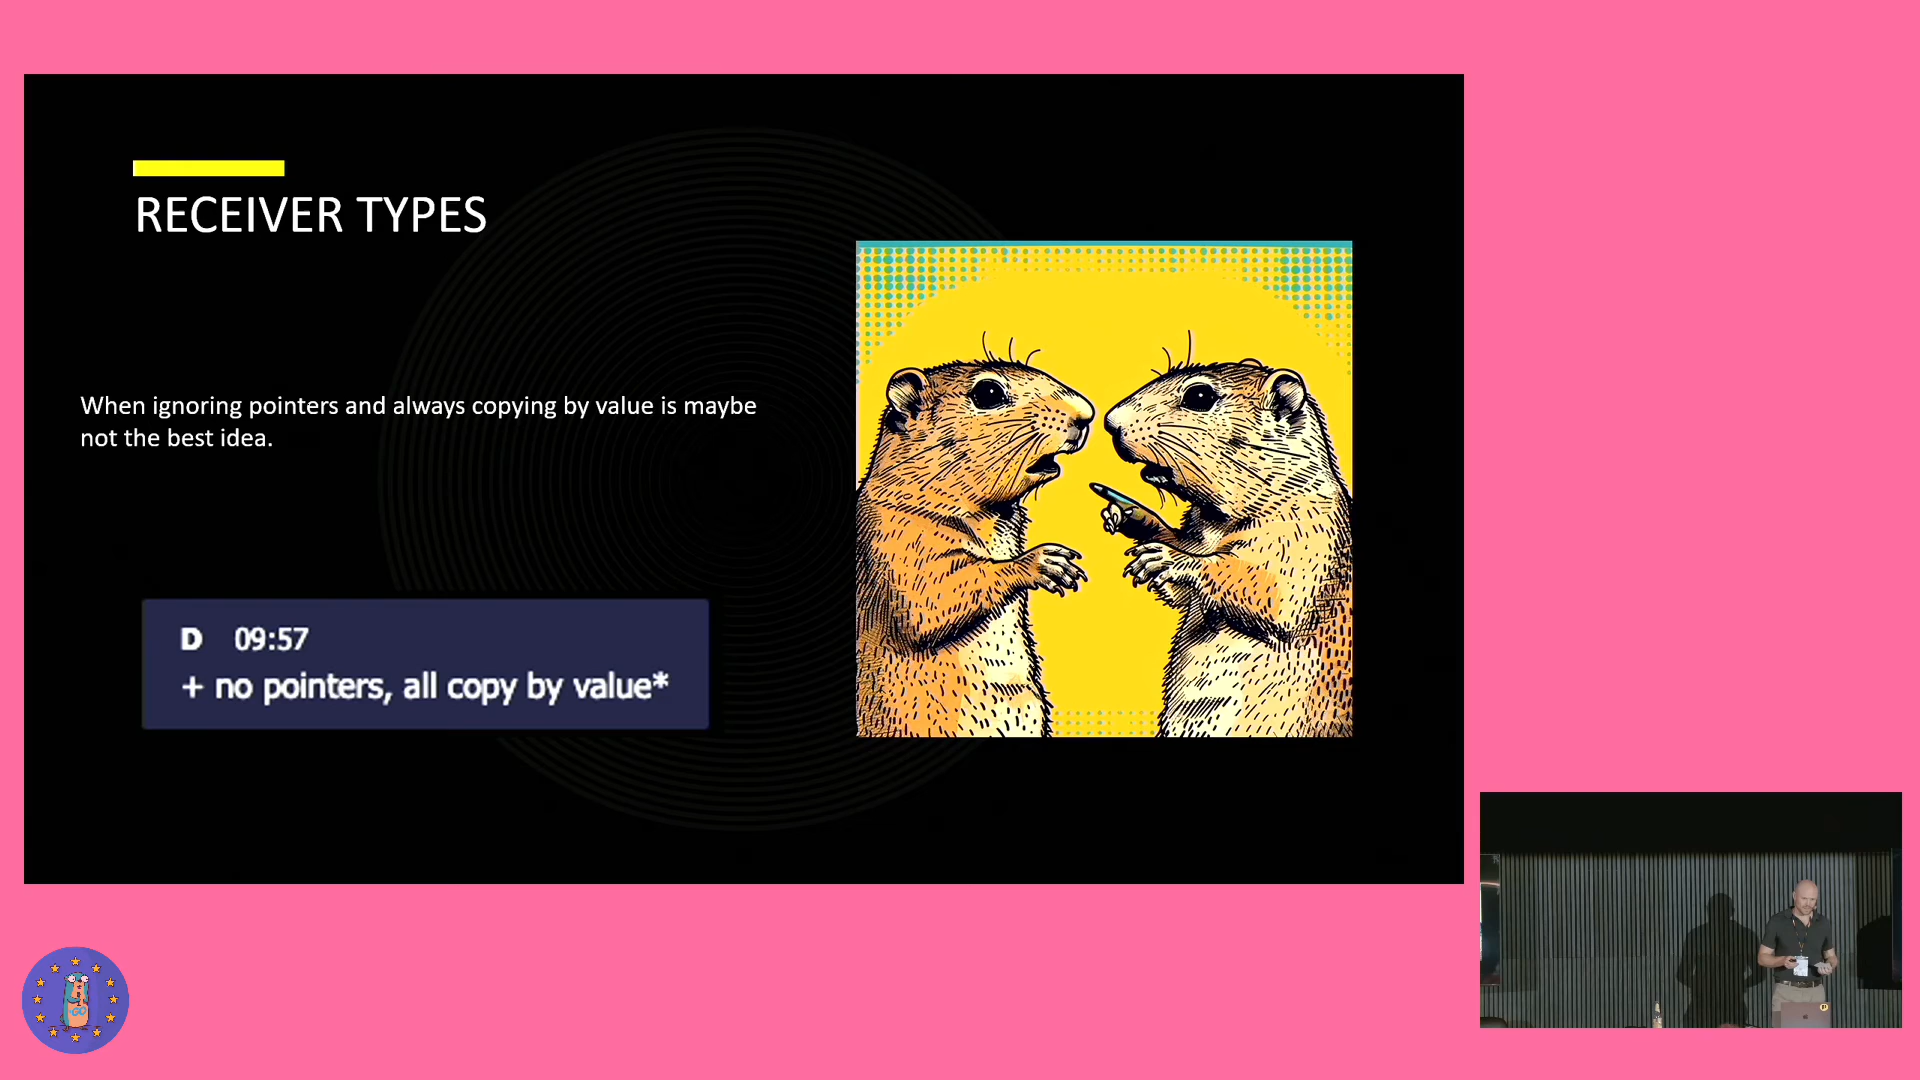 RECEIVER TYPES
When ignoring pointers and always copying by value is maybe
not the best idea.
D 09:57
+ no pointers, all copy by value*
GO